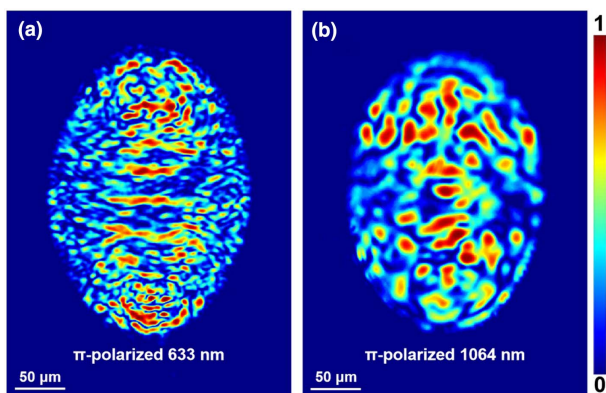 (a)
(b)
1
π-polarized 633 nm
π-polarized 1064 nm
50 μm
50 μm
0